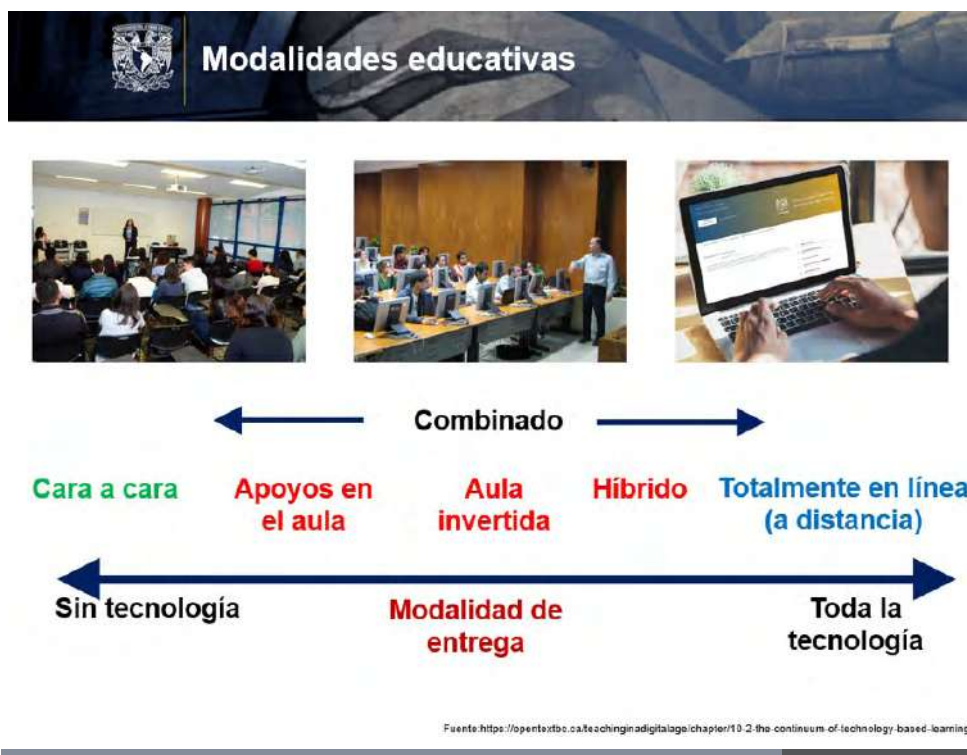 Modalidades educativas
Combinado
Cara a cara
Apoyos en
el aula
Aula
invertida
Híbrido
Totalmente en línea
(a distancia)
Sin tecnología
Modalidad de
entrega
Toda la
tecnología
Fuente:https://opentextbc.ca/teachinginadigitalage/chapter/10-2-the-continuum-of-technology-based-learning